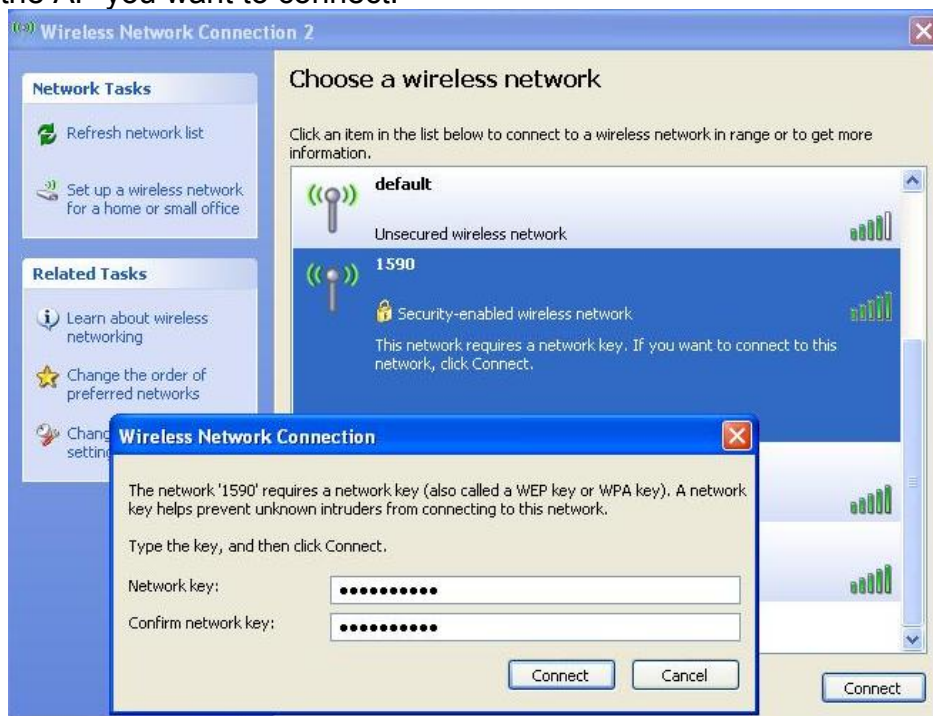 the AP you want to connect.
Wireless Network Connection 2
Network Tasks
Refresh network list
Set up a wireless network
for a home or small office
Related Tasks
Learn about wireless
networking
Change the order of
preferred networks
Chang
setting
Choose a wireless network
Click an item in the list below to connect to a wireless network in range or to get more
information.
default
Unsecured wireless network
1590
Security-enabled wireless network
This network requires a network key. If you want to connect to this
network, click Connect.
Wireless Network Connection
The network '1590' requires a network key (also called a WEP key or WPA key). A network
key helps prevent unknown intruders from connecting to this network.
Type the key, and then click Connect.
Network key: ●●●●●●●●●●
Confirm network key: ●●●●●●●●●●
Connect Cancel
Connect